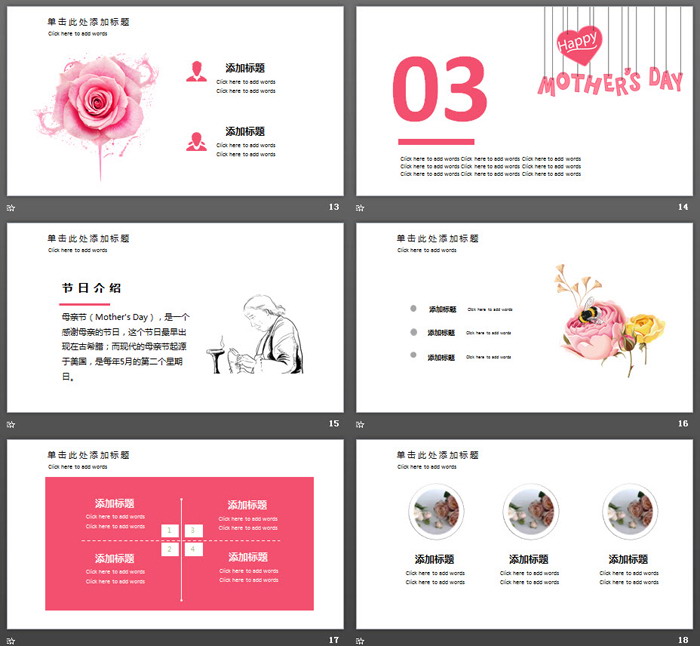 单击此处添加标题
Click here to add words
添加标题
Click here to add words
Click here to add words
添加标题
Click here to add words
Click here to add words
13
Happy
MOTHER'S DAY
03
Click here to add words Click here to add words Click here to add words
Click here to add words Click here to add words Click here to add words
Click here to add words Click here to add words Click here to add words
14
单击此处添加标题
Click here to add words
节日介绍
母亲节（Mother's Day），是一个
感谢母亲的节日，这个节日最早出
现在古希腊；而现代的母亲节起源
于美国，是每年5月的第二个星期
日。
15
单击此处添加标题
Click here to add words
添加标题 Click here to add words
添加标题 Click here to add words
添加标题 Click here to add words
16
单击此处添加标题
Click here to add words
添加标题
Click here to add words
Click here to add words
添加标题
Click here to add words
Click here to add words
1 3
2 4
添加标题
Click here to add words
Click here to add words
添加标题
Click here to add words
Click here to add words
17
单击此处添加标题
Click here to add words
添加标题
Click here to add words
Click here to add words
添加标题
Click here to add words
Click here to add words
添加标题
Click here to add words
Click here to add words
18